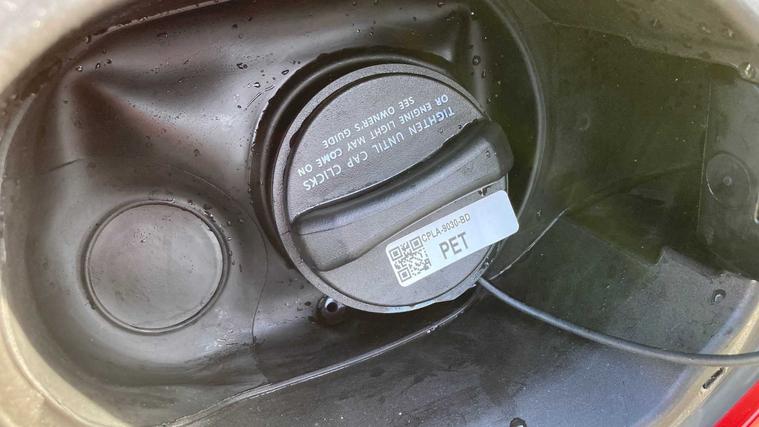 TIGHTEN UNTIL CAP CLICKS
OR ENGINE LIGHT MAY COME ON
SEE OWNER'S GUIDE
CPLA-9030-BD
PET